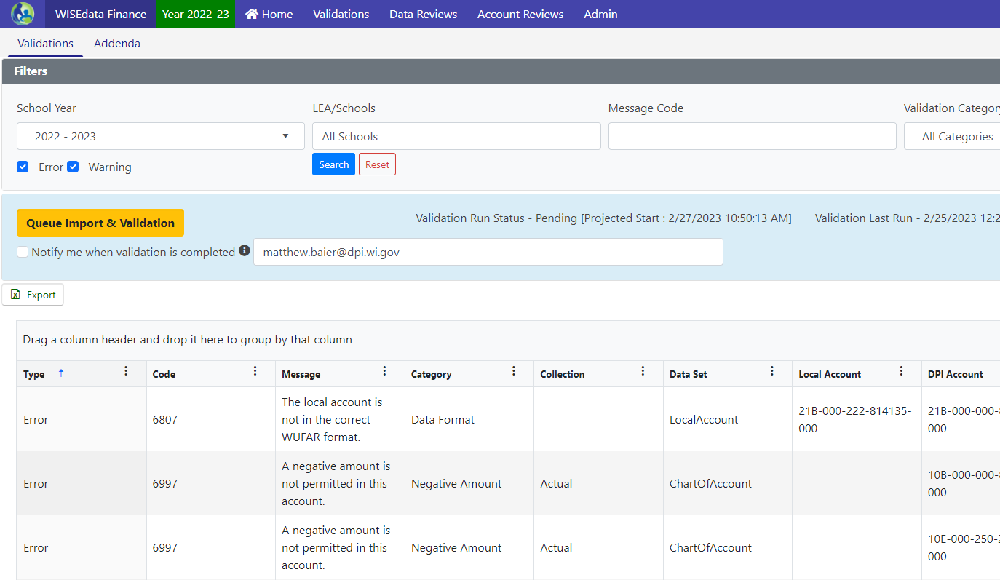 WISEdata Finance Year 2022-23 Home Validations Data Reviews Account Reviews Admin
Validations Addenda
Filters
School Year LEA/Schools Message Code Validation Category
2022 - 2023 All Schools All Categories
Error Warning Search Reset
Queue Import & Validation Validation Run Status - Pending [Projected Start : 2/27/2023 10:50:13 AM] Validation Last Run - 2/25/2023 12:2
Notify me when validation is completed matthew.baier@dpi.wi.gov
Export
Drag a column header and drop it here to group by that column
Type Code Message Category Collection Data Set Local Account DPI Account
The local account is
not in the correct
WUFAR format.
Error 6807 Data Format LocalAccount
21B-000-222-814135-
000
21B-000-000-
000
A negative amount is
not permitted in this
account.
Error 6997 Negative Amount Actual ChartOfAccount
10B-000-000-
000
A negative amount is
not permitted in this
account.
Error 6997 Negative Amount Actual ChartOfAccount
10E-000-250-2
000